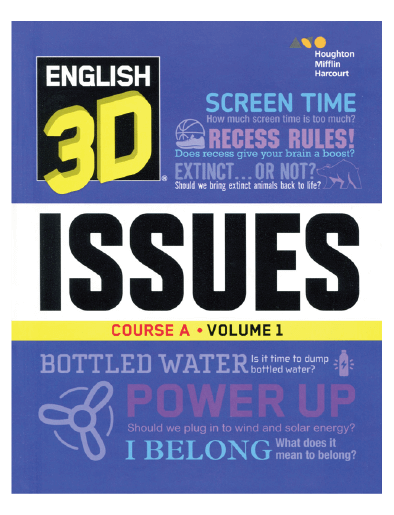 Houghton
Mifflin
Harcourt
ENGLISH
3D®
SCREEN TIME
How much screen time is too much?
RECESS RULES!
Does recess give your brain a boost?
EXTINCT... OR NOT?
Should we bring extinct animals back to life?
ISSUES
COURSE A • VOLUME 1
BOTTLED WATER Is it time to dump
bottled water?
POWER UP
Should we plug in to wind and solar energy?
I BELONG What does it
mean to belong?